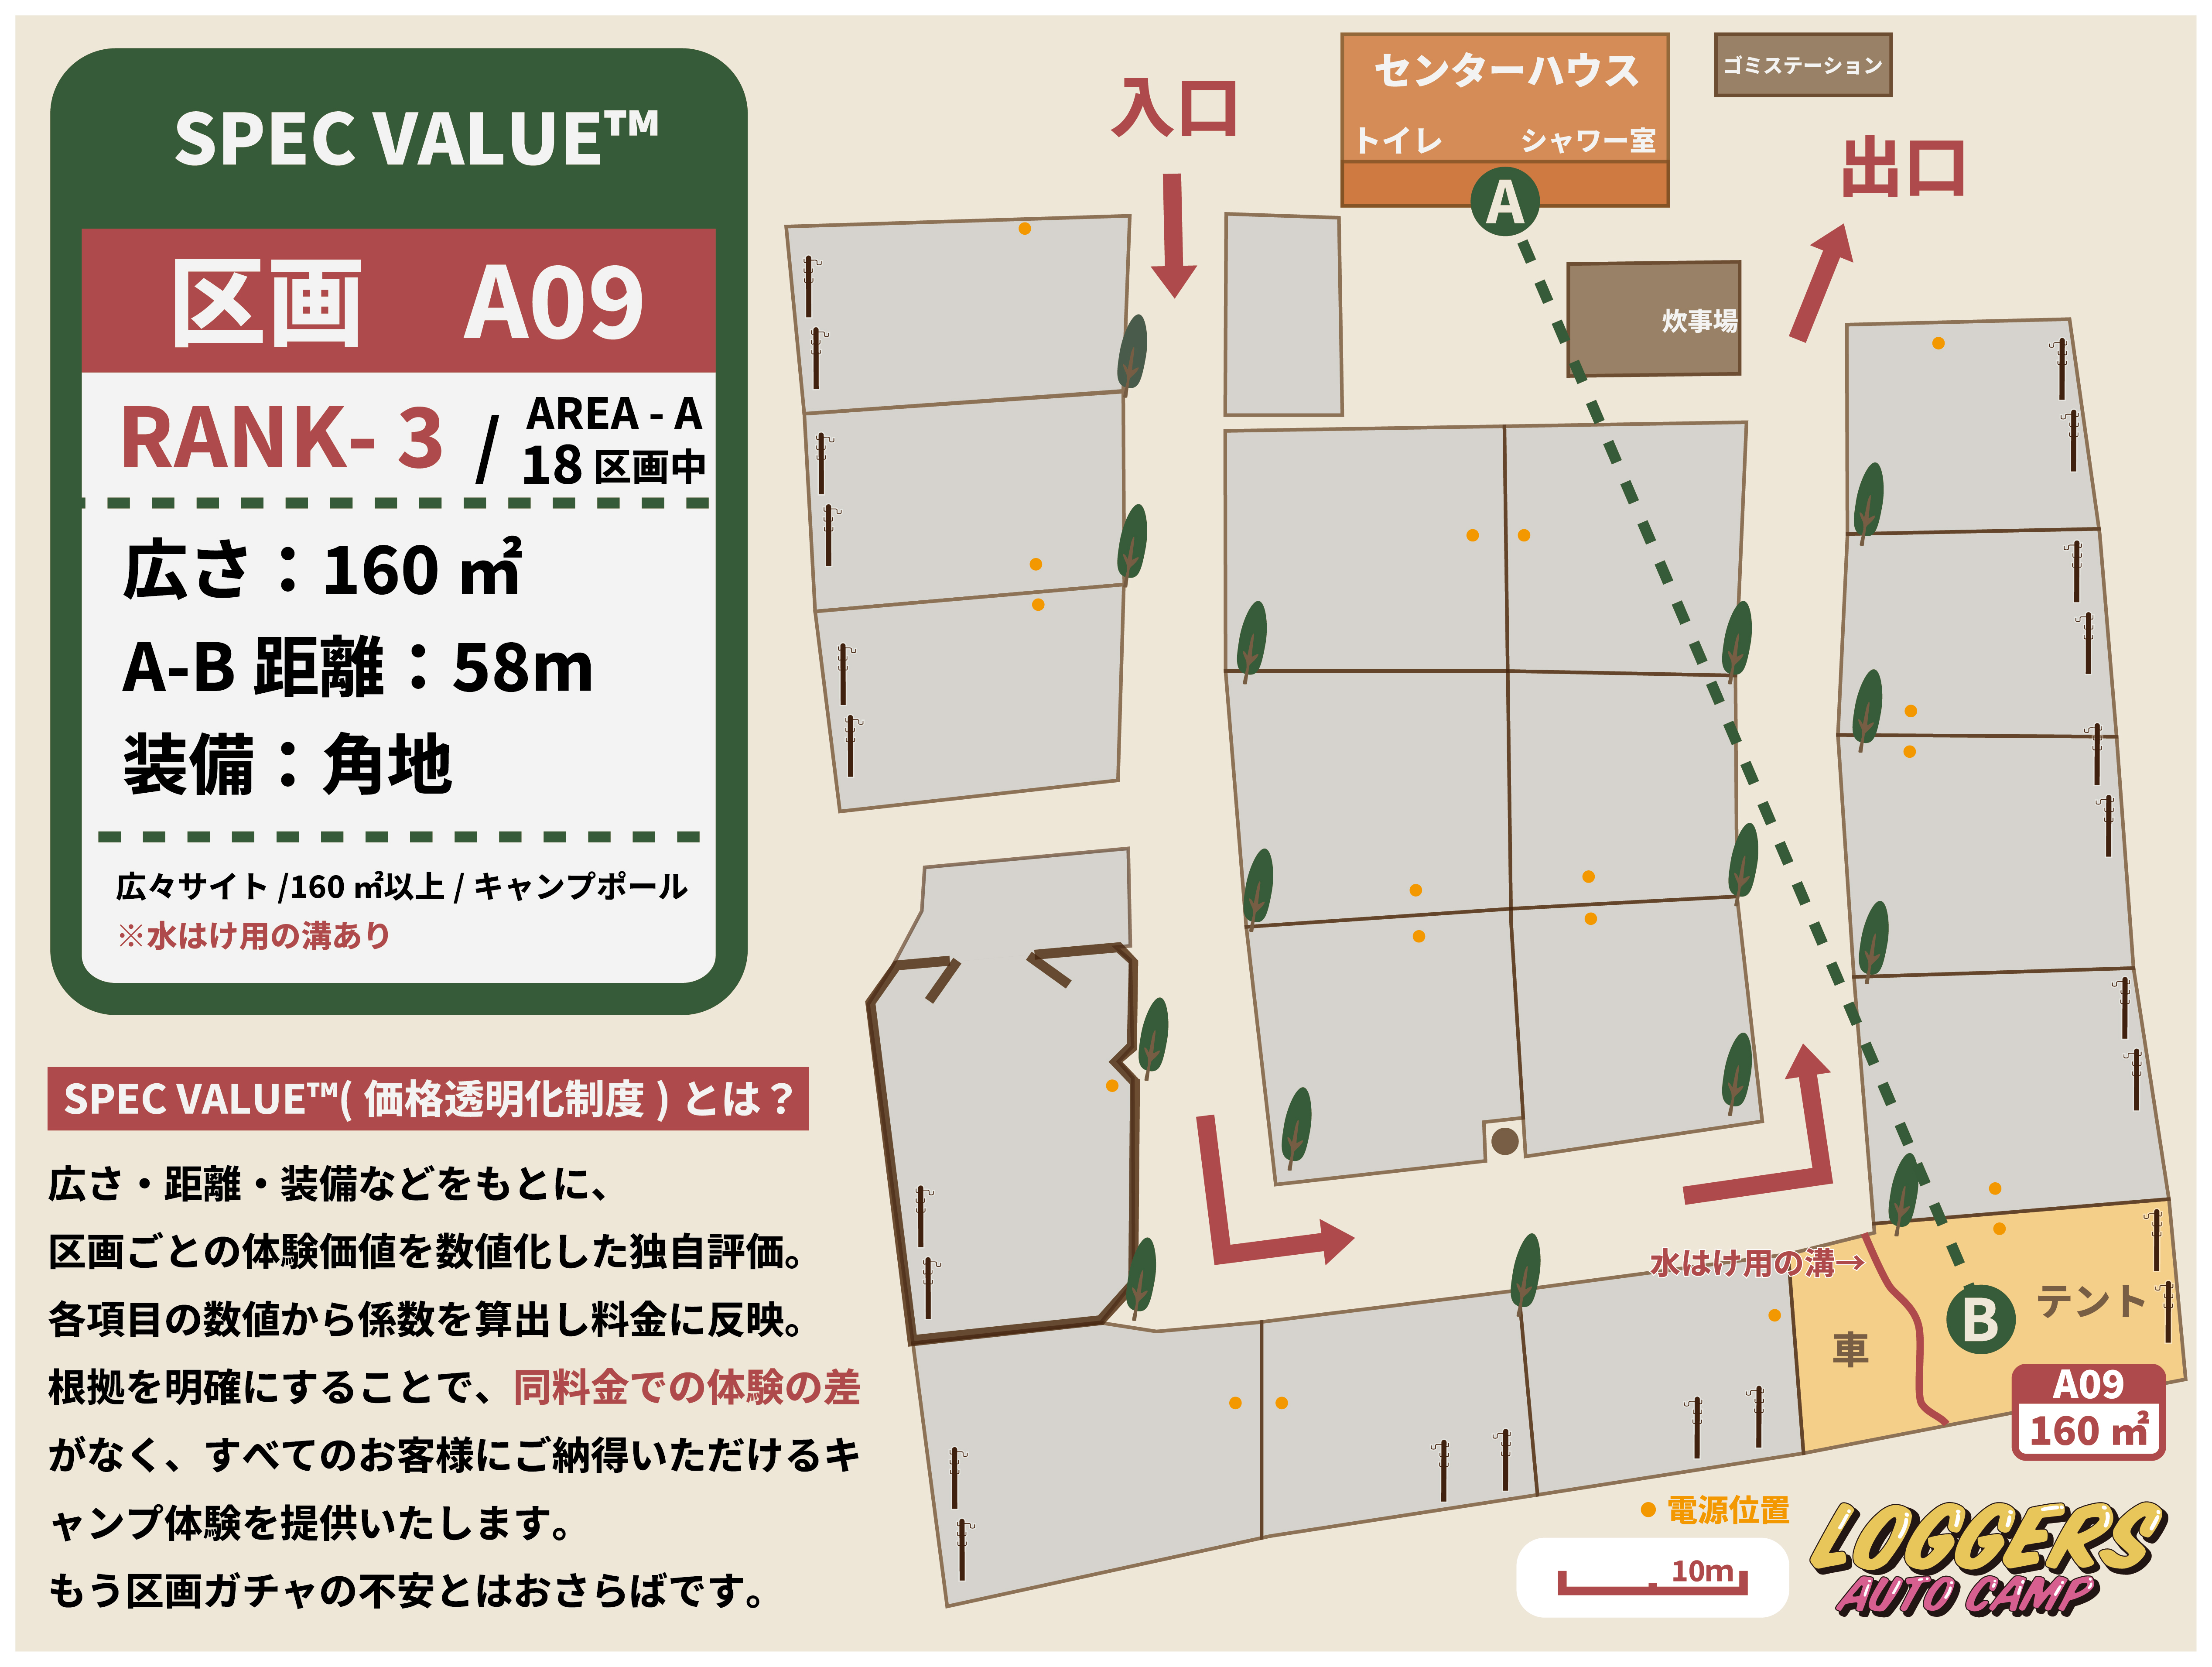 SPEC VALUE™
区画　A09
RANK- 3 / AREA - A
18 区画中
広さ：160 ㎡
A-B 距離：58m
装備：角地
広々サイト /160 ㎡以上 / キャンプポール
※水はけ用の溝あり
SPEC VALUE™( 価格透明化制度 ) とは？
広さ・距離・装備などをもとに、
区画ごとの体験価値を数値化した独自評価。
各項目の数値から係数を算出し料金に反映。
根拠を明確にすることで、同料金での体験の差
がなく、すべてのお客様にご納得いただけるキ
ャンプ体験を提供いたします。
もう区画ガチャの不安とはおさらばです。
入口
センターハウス
トイレ
シャワー室
ゴミステーション
A
出口
炊事場
水はけ用の溝→
車
B
テント
A09
160 ㎡
電源位置
10m
LOGGERS
AUTO CAMP